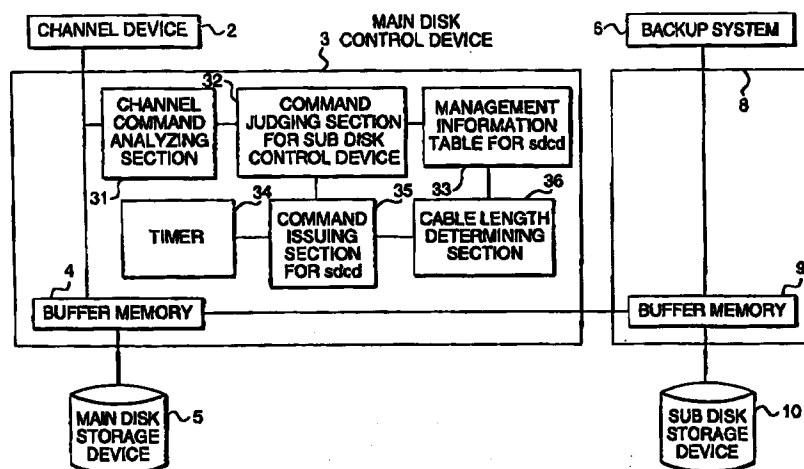 CHANNEL DEVICE
2
MAIN DISK
CONTROL DEVICE
3
6
BACKUP SYSTEM
8
32
CHANNEL
COMMAND
ANALYZING
SECTION
31
COMMAND
JUDGING SECTION
FOR SUB DISK
CONTROL DEVICE
MANAGEMENT
INFORMATION
TABLE FOR sdcd
33
34
TIMER
35
COMMAND
ISSUING
SECTION
FOR sdcd
36
CABLE LENGTH
DETERMINING
SECTION
4
BUFFER MEMORY
9
BUFFER MEMORY
MAIN DISK
STORAGE
DEVICE
5
SUB DISK
STORAGE
DEVICE
10